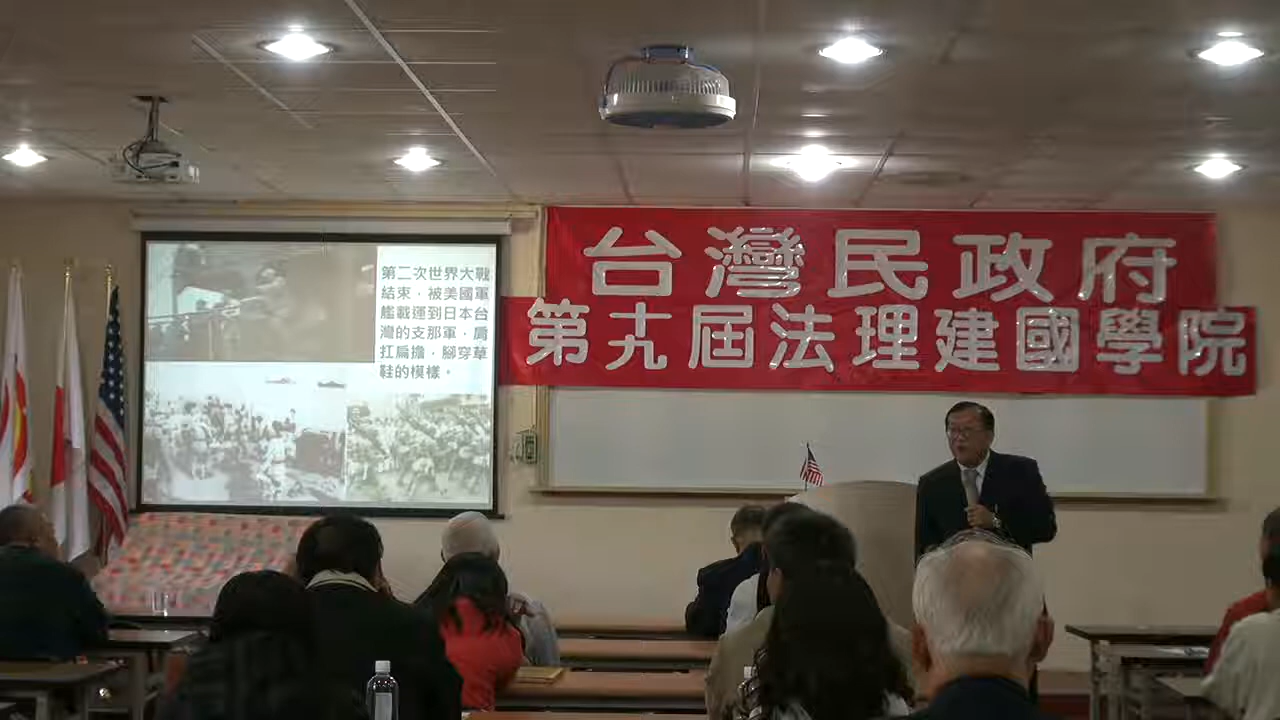 台灣民政府
第九屆法理建國學院
第二次世界大戰
結束，被美國軍
艦載運到日本台
灣的支那軍，肩
扛扁擔，腳穿草
鞋的模樣。